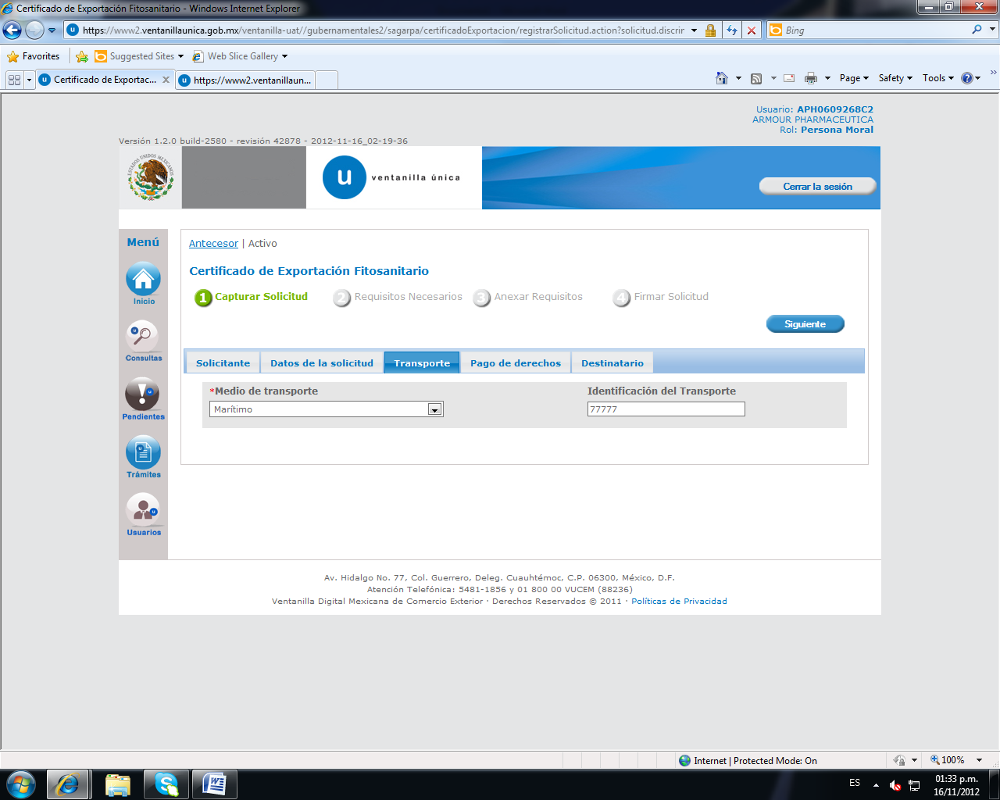 Certificado de Exportación Fitosanitario - Windows Internet Explorer
https://www2.ventanillaunica.gob.mx/ventanilla-uat//gubernamentales2/sagarpa/certificadoExportacion/registrarSolicitud.action?solicitud.discrin
Bing
Favorites
Suggested Sites
Web Slice Gallery
Certificado de Exportac...
https://www2.ventanillaun...
Page
Safety
Tools
Usuario: APH0609268C2
ARMOUR PHARMACEUTICA
Rol: Persona Moral
Versión 1.2.0 build-2580 - revisión 42878 - 2012-11-16_02-19-36
ESTADOS UNIDOS MEXICANOS
u ventanilla única
Cerrar la sesión
Menú
Inicio
Consultas
Pendientes
Trámites
Usuarios
Antecesor | Activo
Certificado de Exportación Fitosanitario
1 Capturar Solicitud
2 Requisitos Necesarios
3 Anexar Requisitos
4 Firmar Solicitud
Siguiente
Solicitante
Datos de la solicitud
Transporte
Pago de derechos
Destinatario
*Medio de transporte
Marítimo
Identificación del Transporte
77777
Av. Hidalgo No. 77, Col. Guerrero, Deleg. Cuauhtémoc, C.P. 06300, México, D.F.
Atención Telefónica: 5481-1856 y 01 800 00 VUCEM (88236)
Ventanilla Digital Mexicana de Comercio Exterior · Derechos Reservados © 2011 · Políticas de Privacidad
Internet | Protected Mode: On
100%
ES
01:33 p.m.
16/11/2012